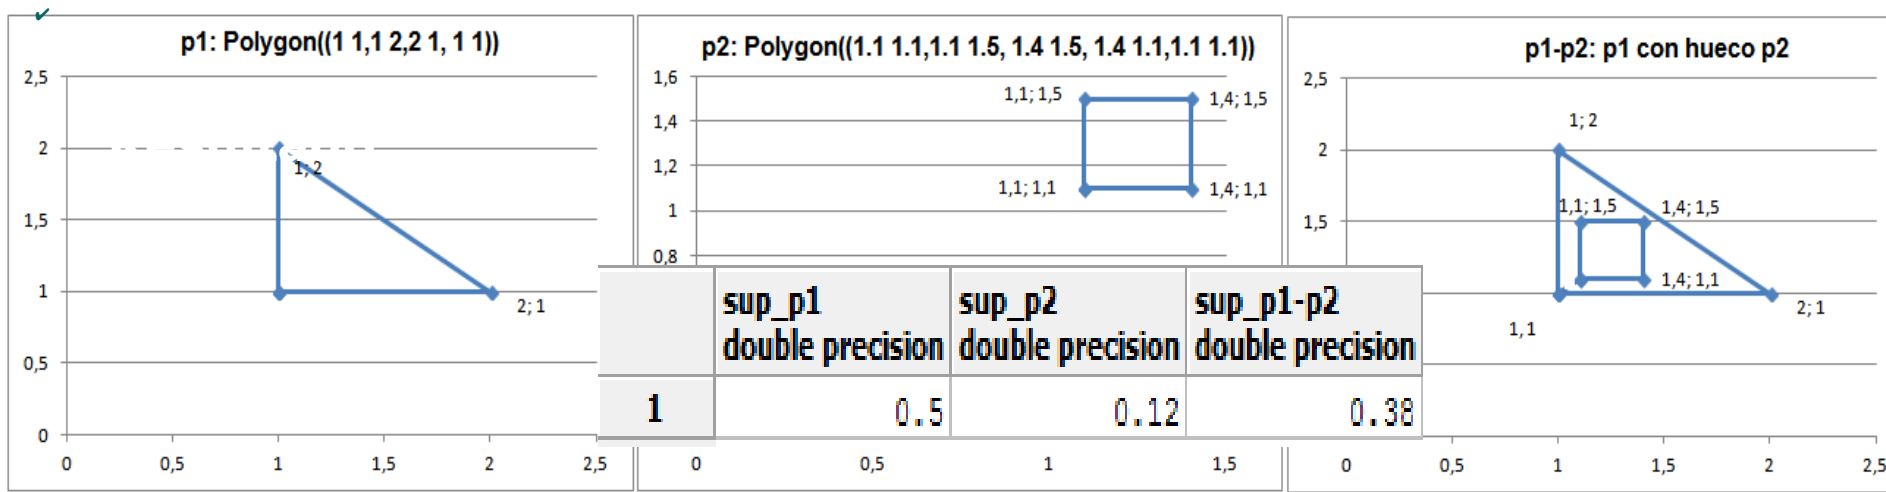 p1: Polygon((1 1,1 2,2 1, 1 1))
2,5
2
1,5
1
0,5
0
0 0,5 1 1,5 2 2,5
1; 2
2; 1
p2: Polygon((1.1 1.1,1.1 1.5, 1.4 1.5, 1.4 1.1,1.1 1.1))
1,6
1,4
1,2
1
0,8
0 0,5 1 1,5
1,1; 1,5 1,4; 1,5
1,1; 1,1 1,4; 1,1
p1-p2: p1 con hueco p2
2,5
2
1,5
0 0,5 1 1,5 2 2,5
1; 2
1,1; 1,5 1,4; 1,5
1,4; 1,1
2; 1
1,1
sup_p1 sup_p2 sup_p1-p2
double precision double precision double precision
1 0.5 0.12 0.38